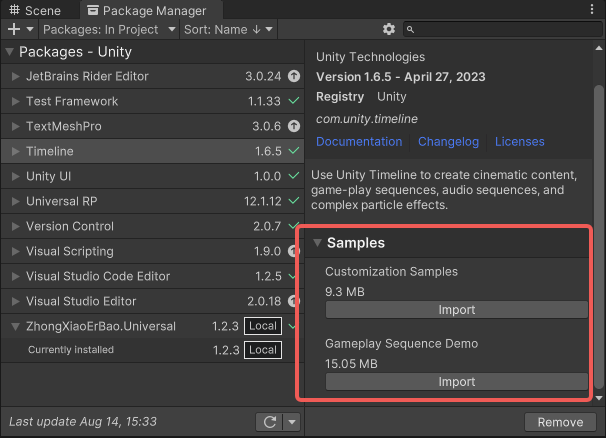 Scene
Package Manager
Packages: In Project
Sort: Name ↓
Packages - Unity
JetBrains Rider Editor 3.0.24
Test Framework 1.1.33
TextMeshPro 3.0.6
Timeline 1.6.5
Unity UI 1.0.0
Universal RP 12.1.12
Version Control 2.0.7
Visual Scripting 1.9.0
Visual Studio Code Editor 1.2.5
Visual Studio Editor 2.0.18
ZhongXiaoErBao.Universal 1.2.3 Local
Currently installed 1.2.3 Local
Last update Aug 14, 15:33
Unity Technologies
Version 1.6.5 - April 27, 2023
Registry Unity
com.unity.timeline
Documentation Changelog Licenses
Use Unity Timeline to create cinematic content,
game-play sequences, audio sequences, and
complex particle effects.
Samples
Customization Samples
9.3 MB
Import
Gameplay Sequence Demo
15.05 MB
Import
Remove